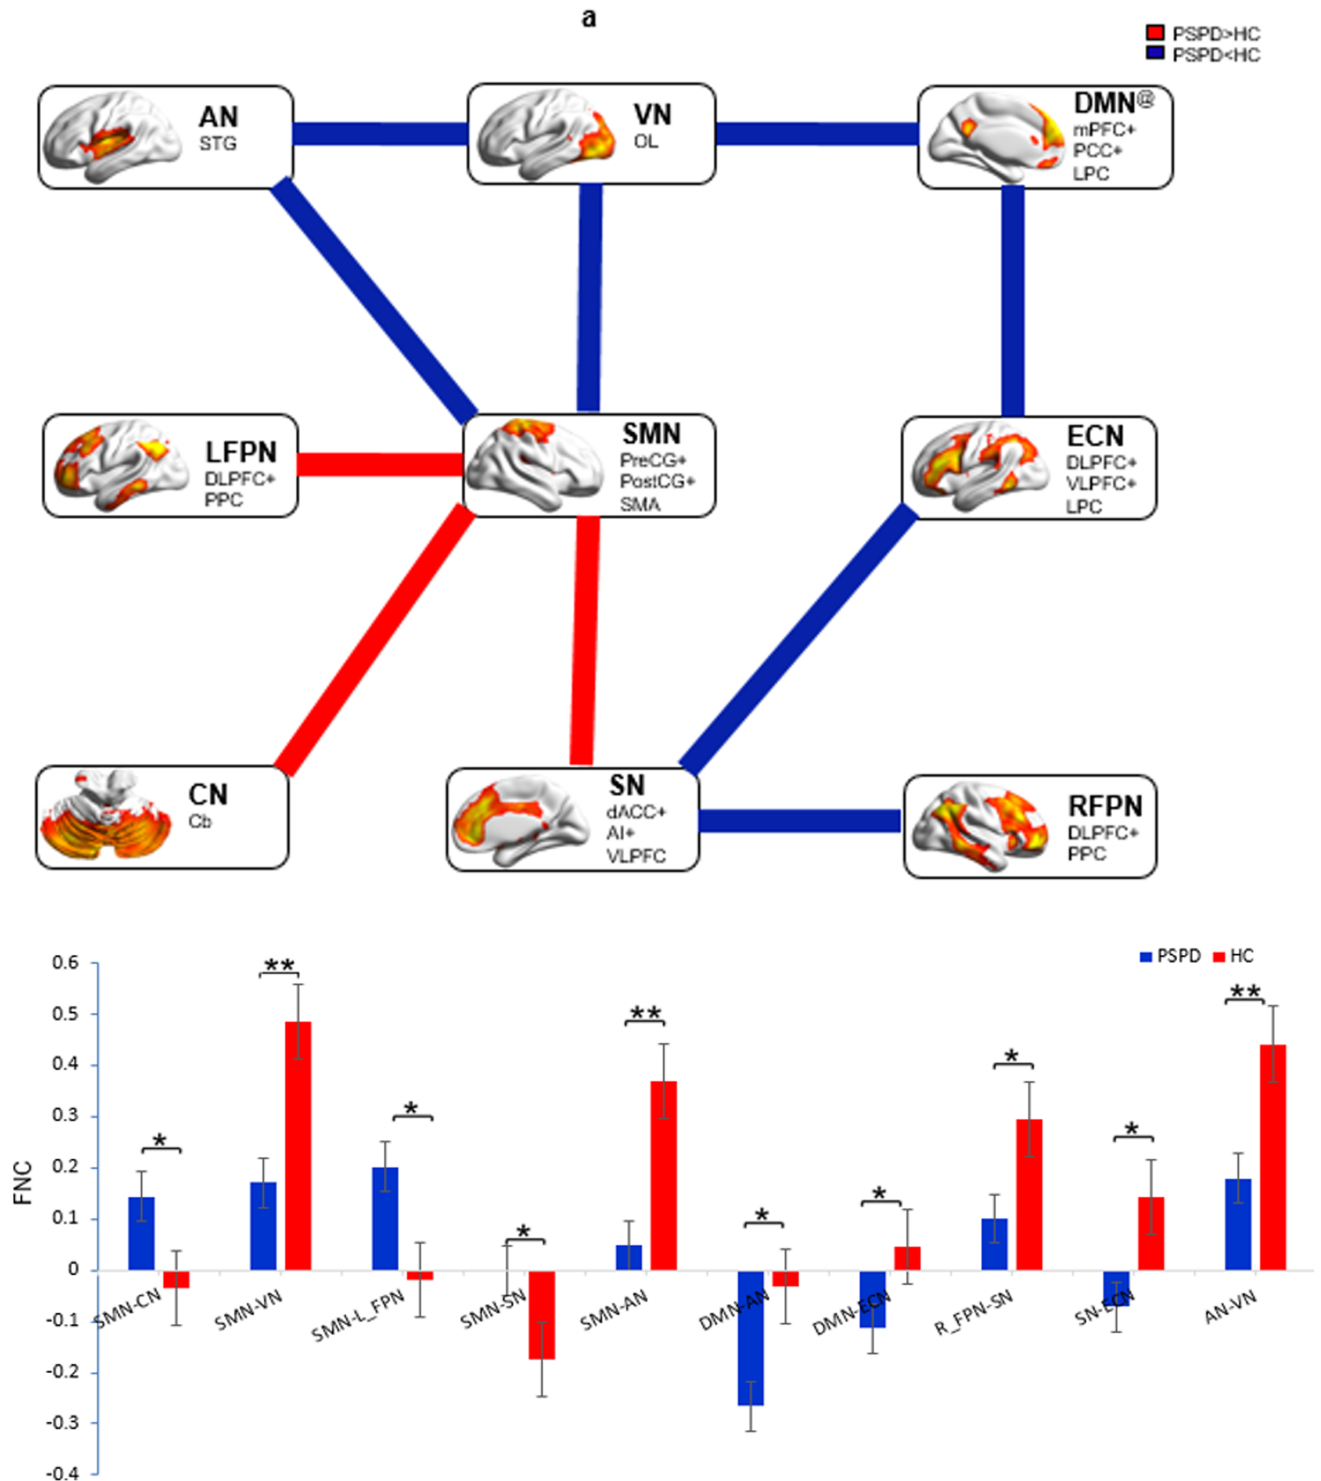 a
PSPD>HC
PSPD<HC
AN
STG
VN
OL
DMN@
mPFC+
PCC+
LPC
LFPN
DLPFC+
PPC
SMN
PreCG+
PostCG+
SMA
ECN
DLPFC+
VLPFC+
LPC
CN
Cb
SN
dACC+
AI+
VLPFC
RFPN
DLPFC+
PPC
PSPD HC
FNC
0.6
0.5
0.4
0.3
0.2
0.1
0
-0.1
-0.2
-0.3
-0.4
*
**
*
*
**
*
*
*
*
**
SMN-CN
SMN-VN
SMN-L_FPN
SMN-SN
SMN-AN
DMN-AN
DMN-ECN
R_FPN-SN
SN-ECN
AN-VN